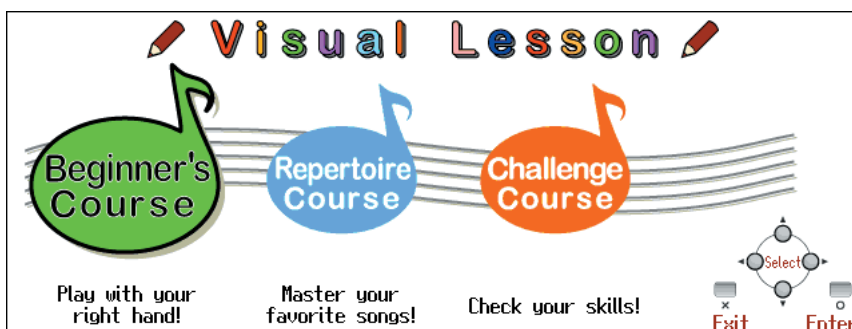 Visual Lesson
Beginner's
Course
Repertoire
Course
Challenge
Course
Play with your
right hand!
Master your
favorite songs!
Check your skills!
Select
×
Exit
○
Enter